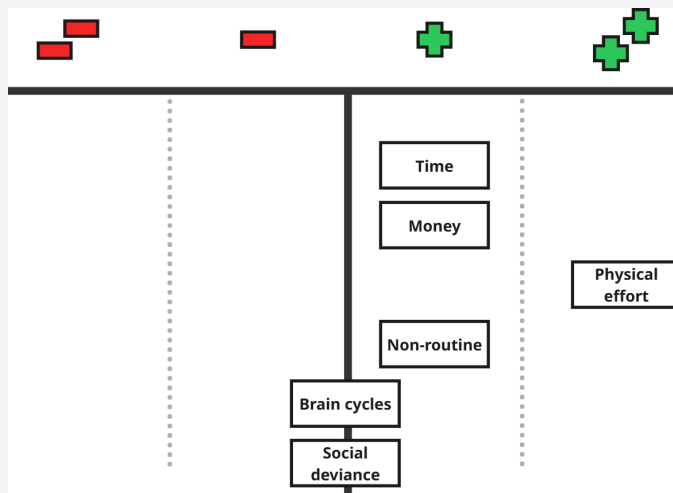 Time
Money
Physical
effort
Non-routine
Brain cycles
Social
deviance